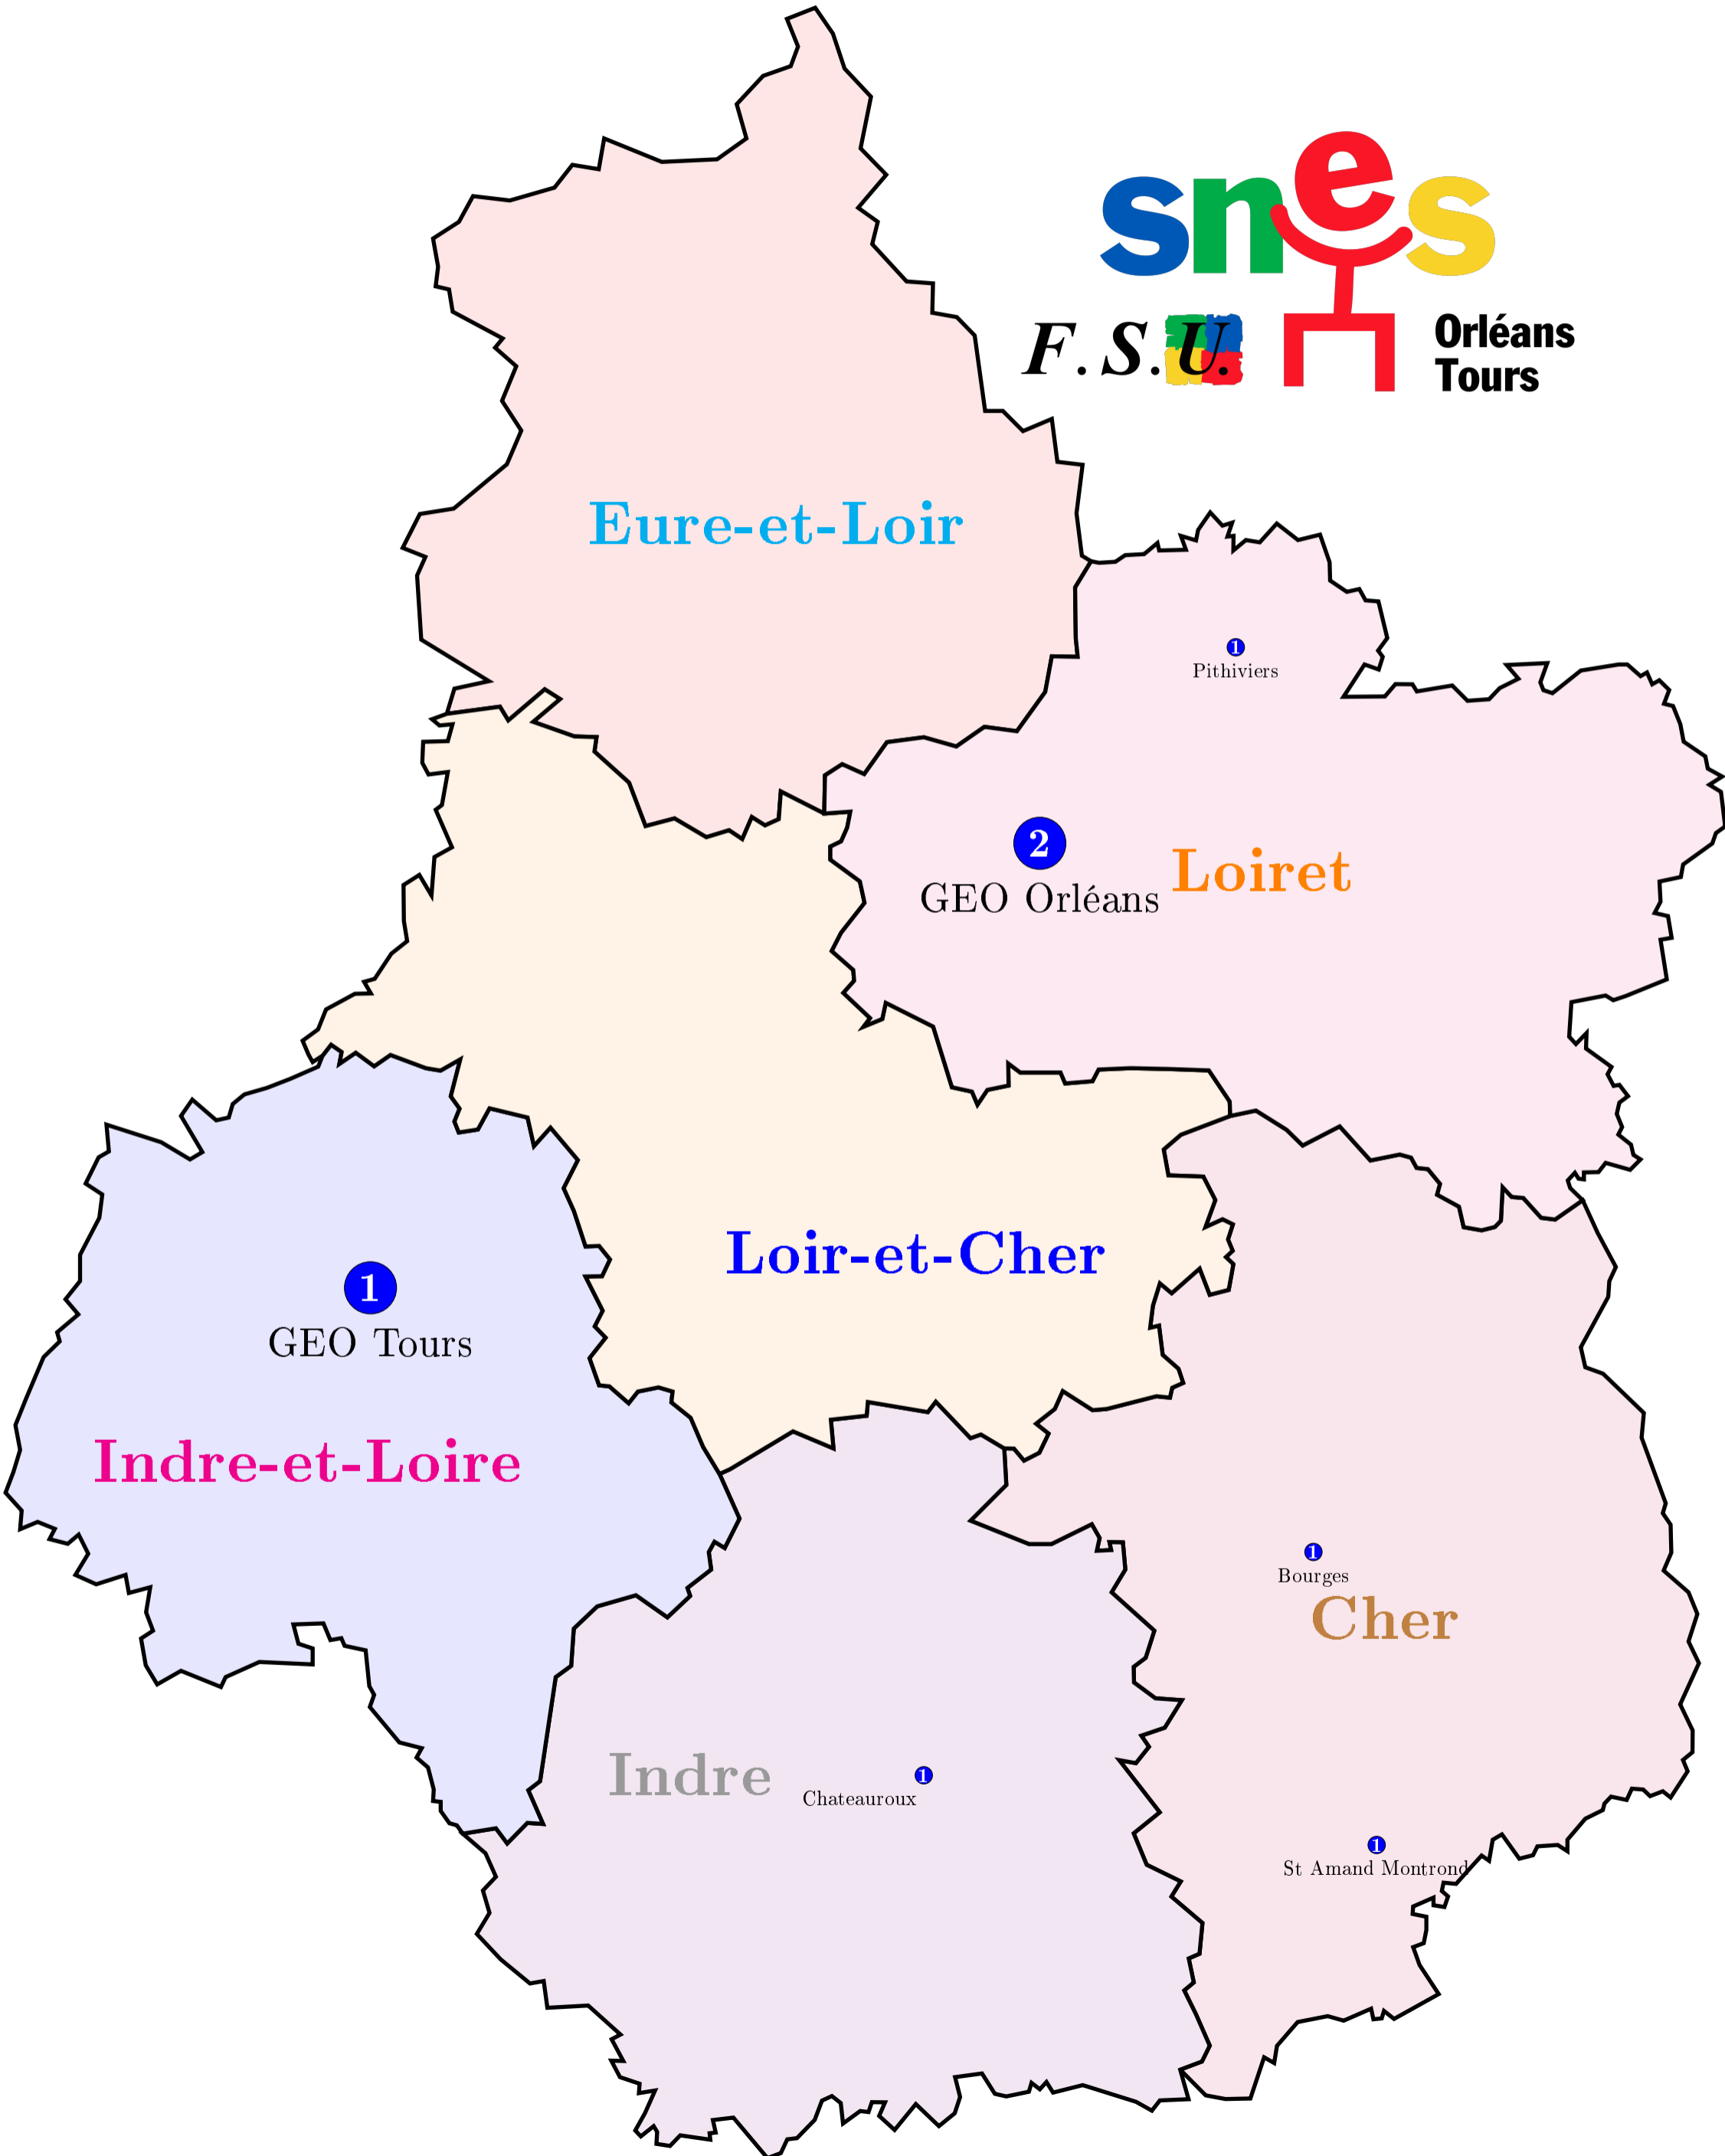 snes
F.S.U.
Orléans
Tours
Eure-et-Loir
1
Pithiviers
2
GEO Orléans
Loiret
Loir-et-Cher
1
GEO Tours
Indre-et-Loire
1
Bourges
Cher
Indre
1
Chateauroux
1
St Amand Montrond